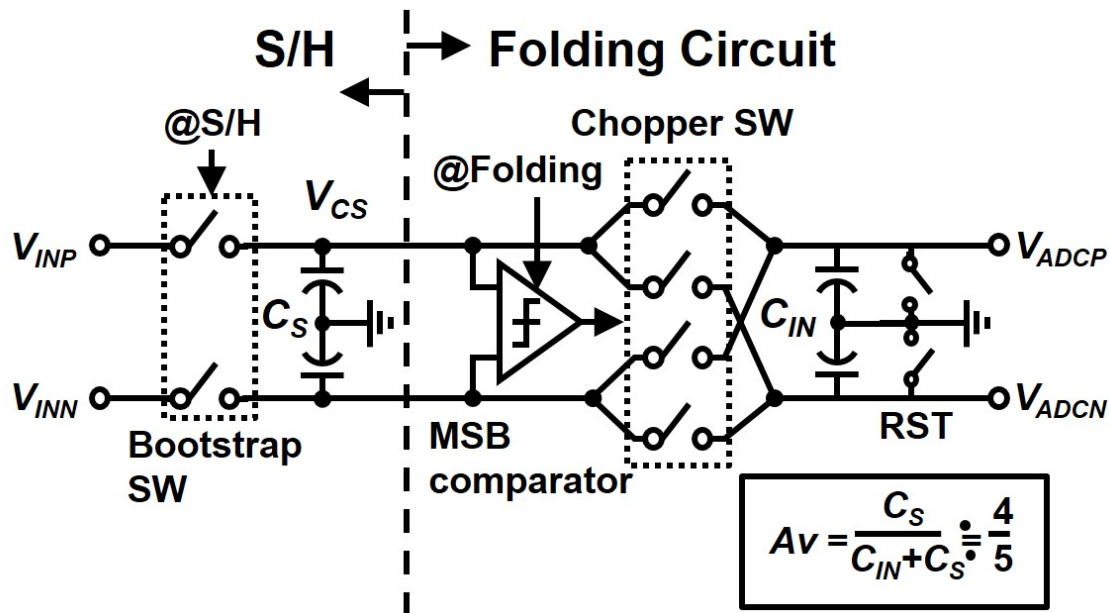 S/H
Folding Circuit
@S/H
Chopper SW
@Folding
V_CS
V_INP
V_ADCP
C_S
C_IN
V_INN
V_ADCN
Bootstrap
SW
MSB
comparator
RST
Av = C_S / (C_IN+C_S) ≒ 4/5